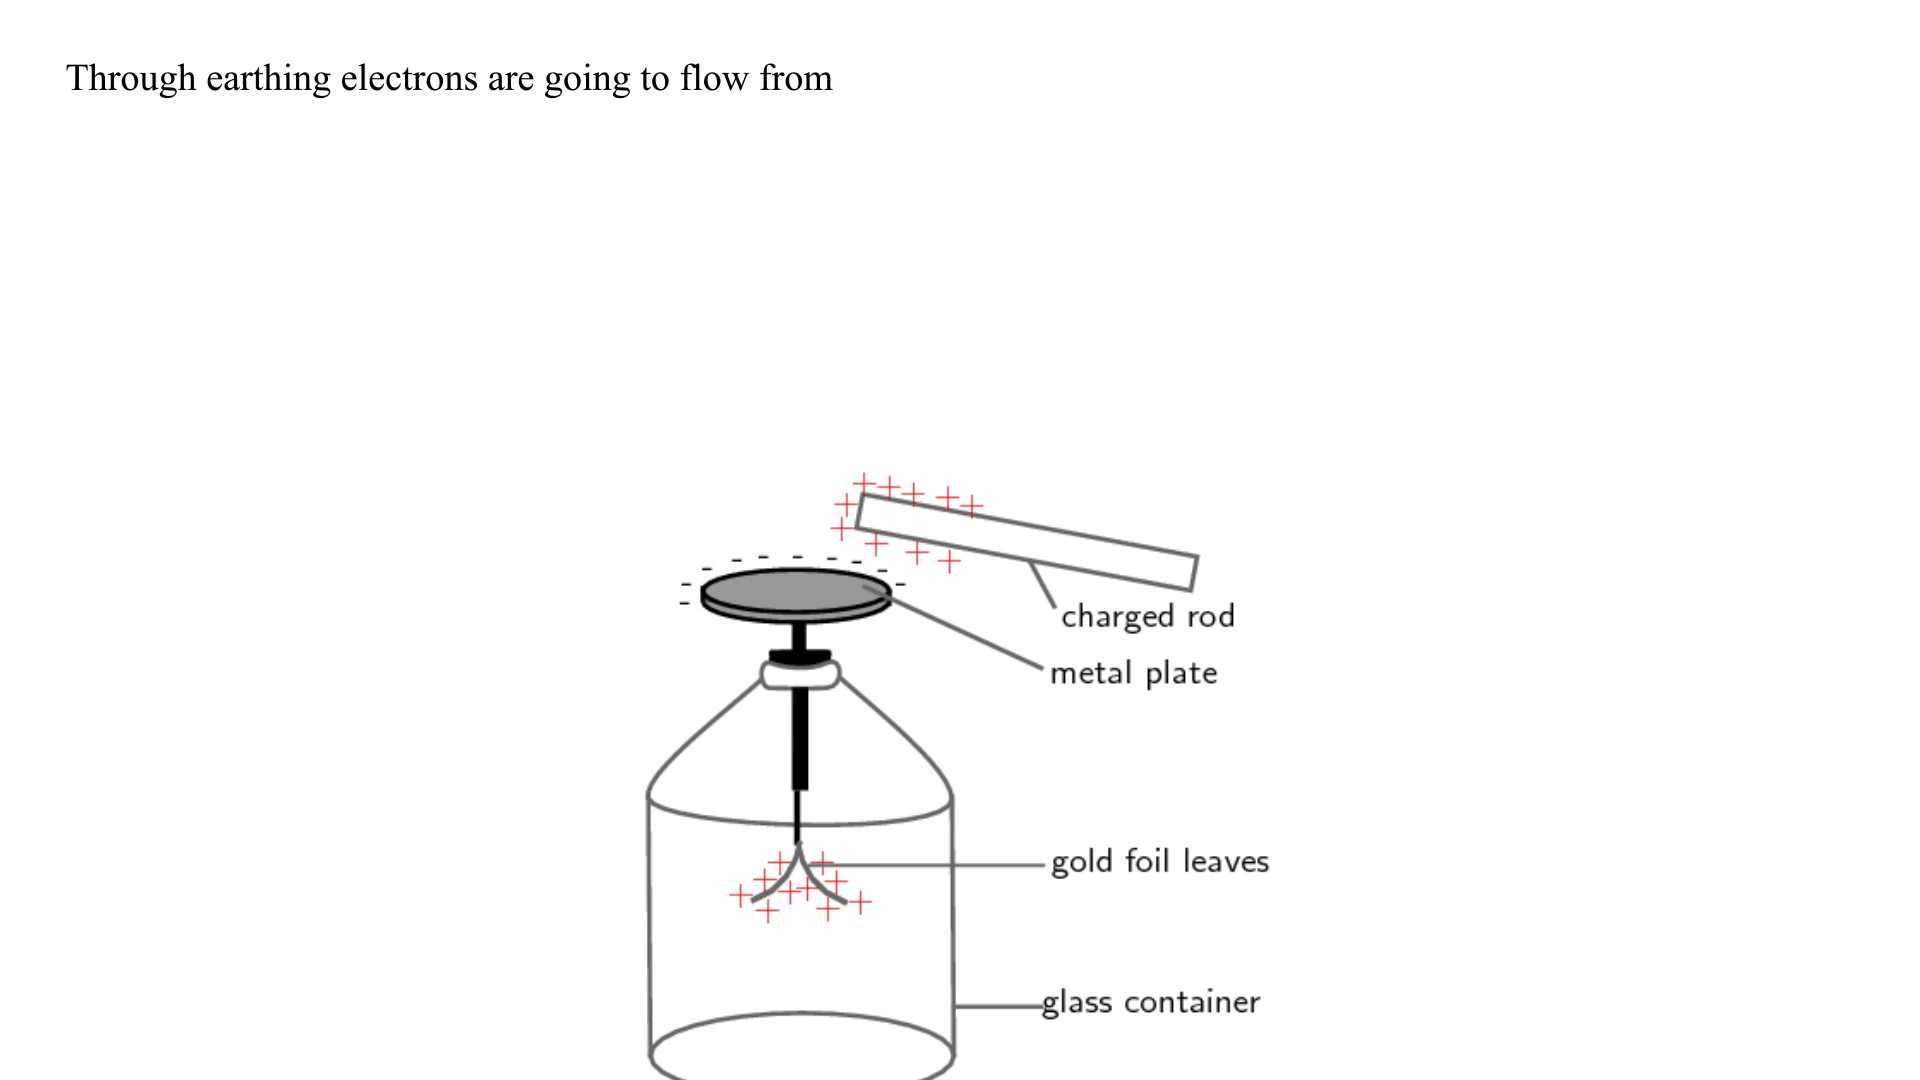 Through earthing electrons are going to flow from
charged rod
metal plate
gold foil leaves
glass container